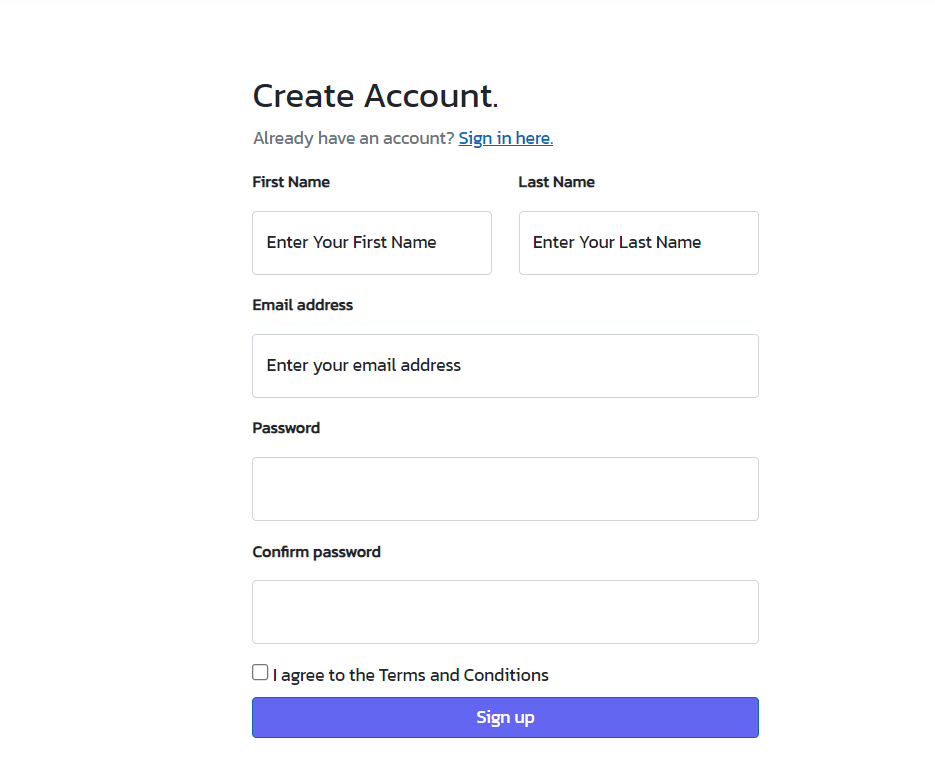 Create Account.
Already have an account? Sign in here.
First Name
Last Name
Enter Your First Name
Enter Your Last Name
Email address
Enter your email address
Password
Confirm password
I agree to the Terms and Conditions
Sign up